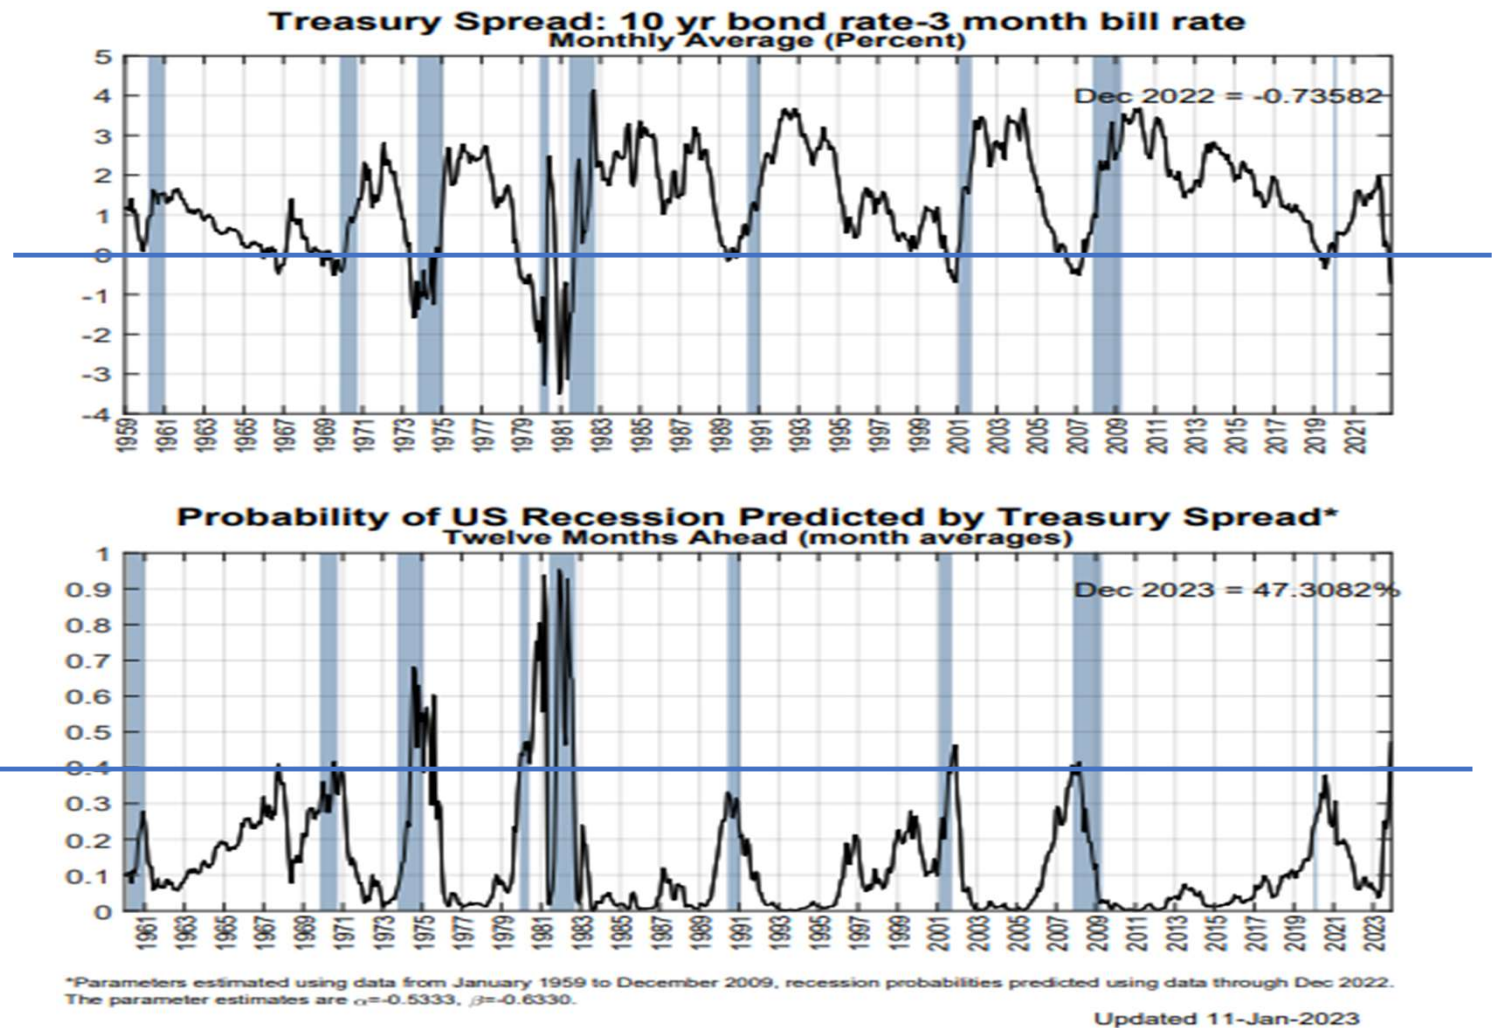 Treasury Spread: 10 yr bond rate-3 month bill rate
Monthly Average (Percent)
5
Dec 2022 = -0.73582
4
3
2
1
0
-1
-2
-3
-4
1959 1961 1963 1965 1967 1969 1971 1973 1975 1977 1979 1981 1983 1985 1987 1989 1991 1993 1995 1997 1999 2001 2003 2005 2007 2009 2011 2013 2015 2017 2019 2021
Probability of US Recession Predicted by Treasury Spread*
Twelve Months Ahead (month averages)
1
Dec 2023 = 47.3082%
0.9
0.8
0.7
0.6
0.5
0.4
0.3
0.2
0.1
0
1961 1963 1965 1967 1969 1971 1973 1975 1977 1979 1981 1983 1985 1987 1989 1991 1993 1995 1997 1999 2001 2003 2005 2007 2009 2011 2013 2015 2017 2019 2021 2023
*Parameters estimated using data from January 1959 to December 2009, recession probabilities predicted using data through Dec 2022.
The parameter estimates are α=-0.5333, β=-0.6330.
Updated 11-Jan-2023